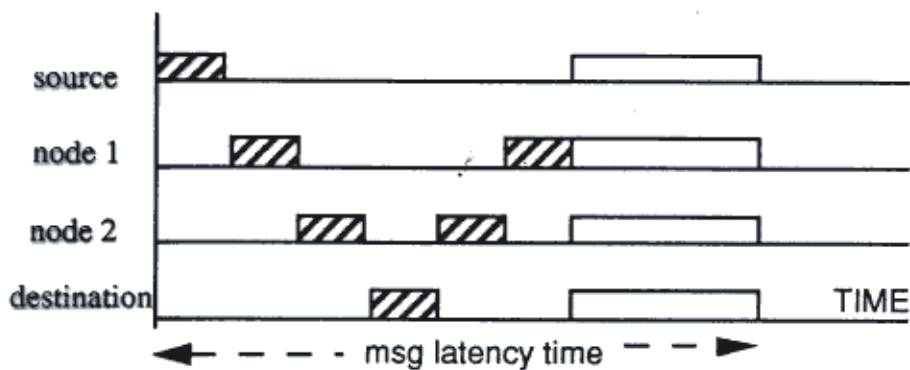 source
node 1
node 2
destination
TIME
msg latency time